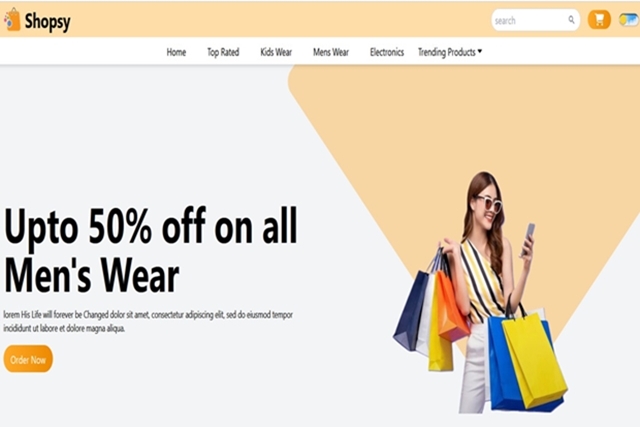 Shopsy
search
Home Top Rated Kids Wear Mens Wear Electronics Trending Products
Upto 50% off on all
Men's Wear
lorem His Life will forever be Changed dolor sit amet, consectetur adipiscing elit, sed do eiusmod tempor
incididunt ut labore et dolore magna aliqua.
Order Now